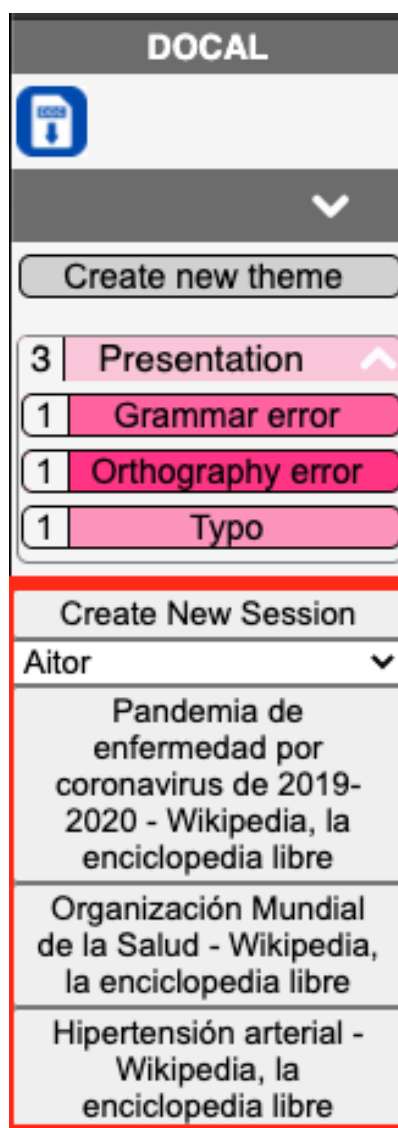 DOCAL
DOC
Create new theme
3 Presentation
1 Grammar error
1 Orthography error
1 Typo
Create New Session
Aitor
Pandemia de
enfermedad por
coronavirus de 2019-
2020 - Wikipedia, la
enciclopedia libre
Organización Mundial
de la Salud - Wikipedia,
la enciclopedia libre
Hipertensión arterial -
Wikipedia, la
enciclopedia libre